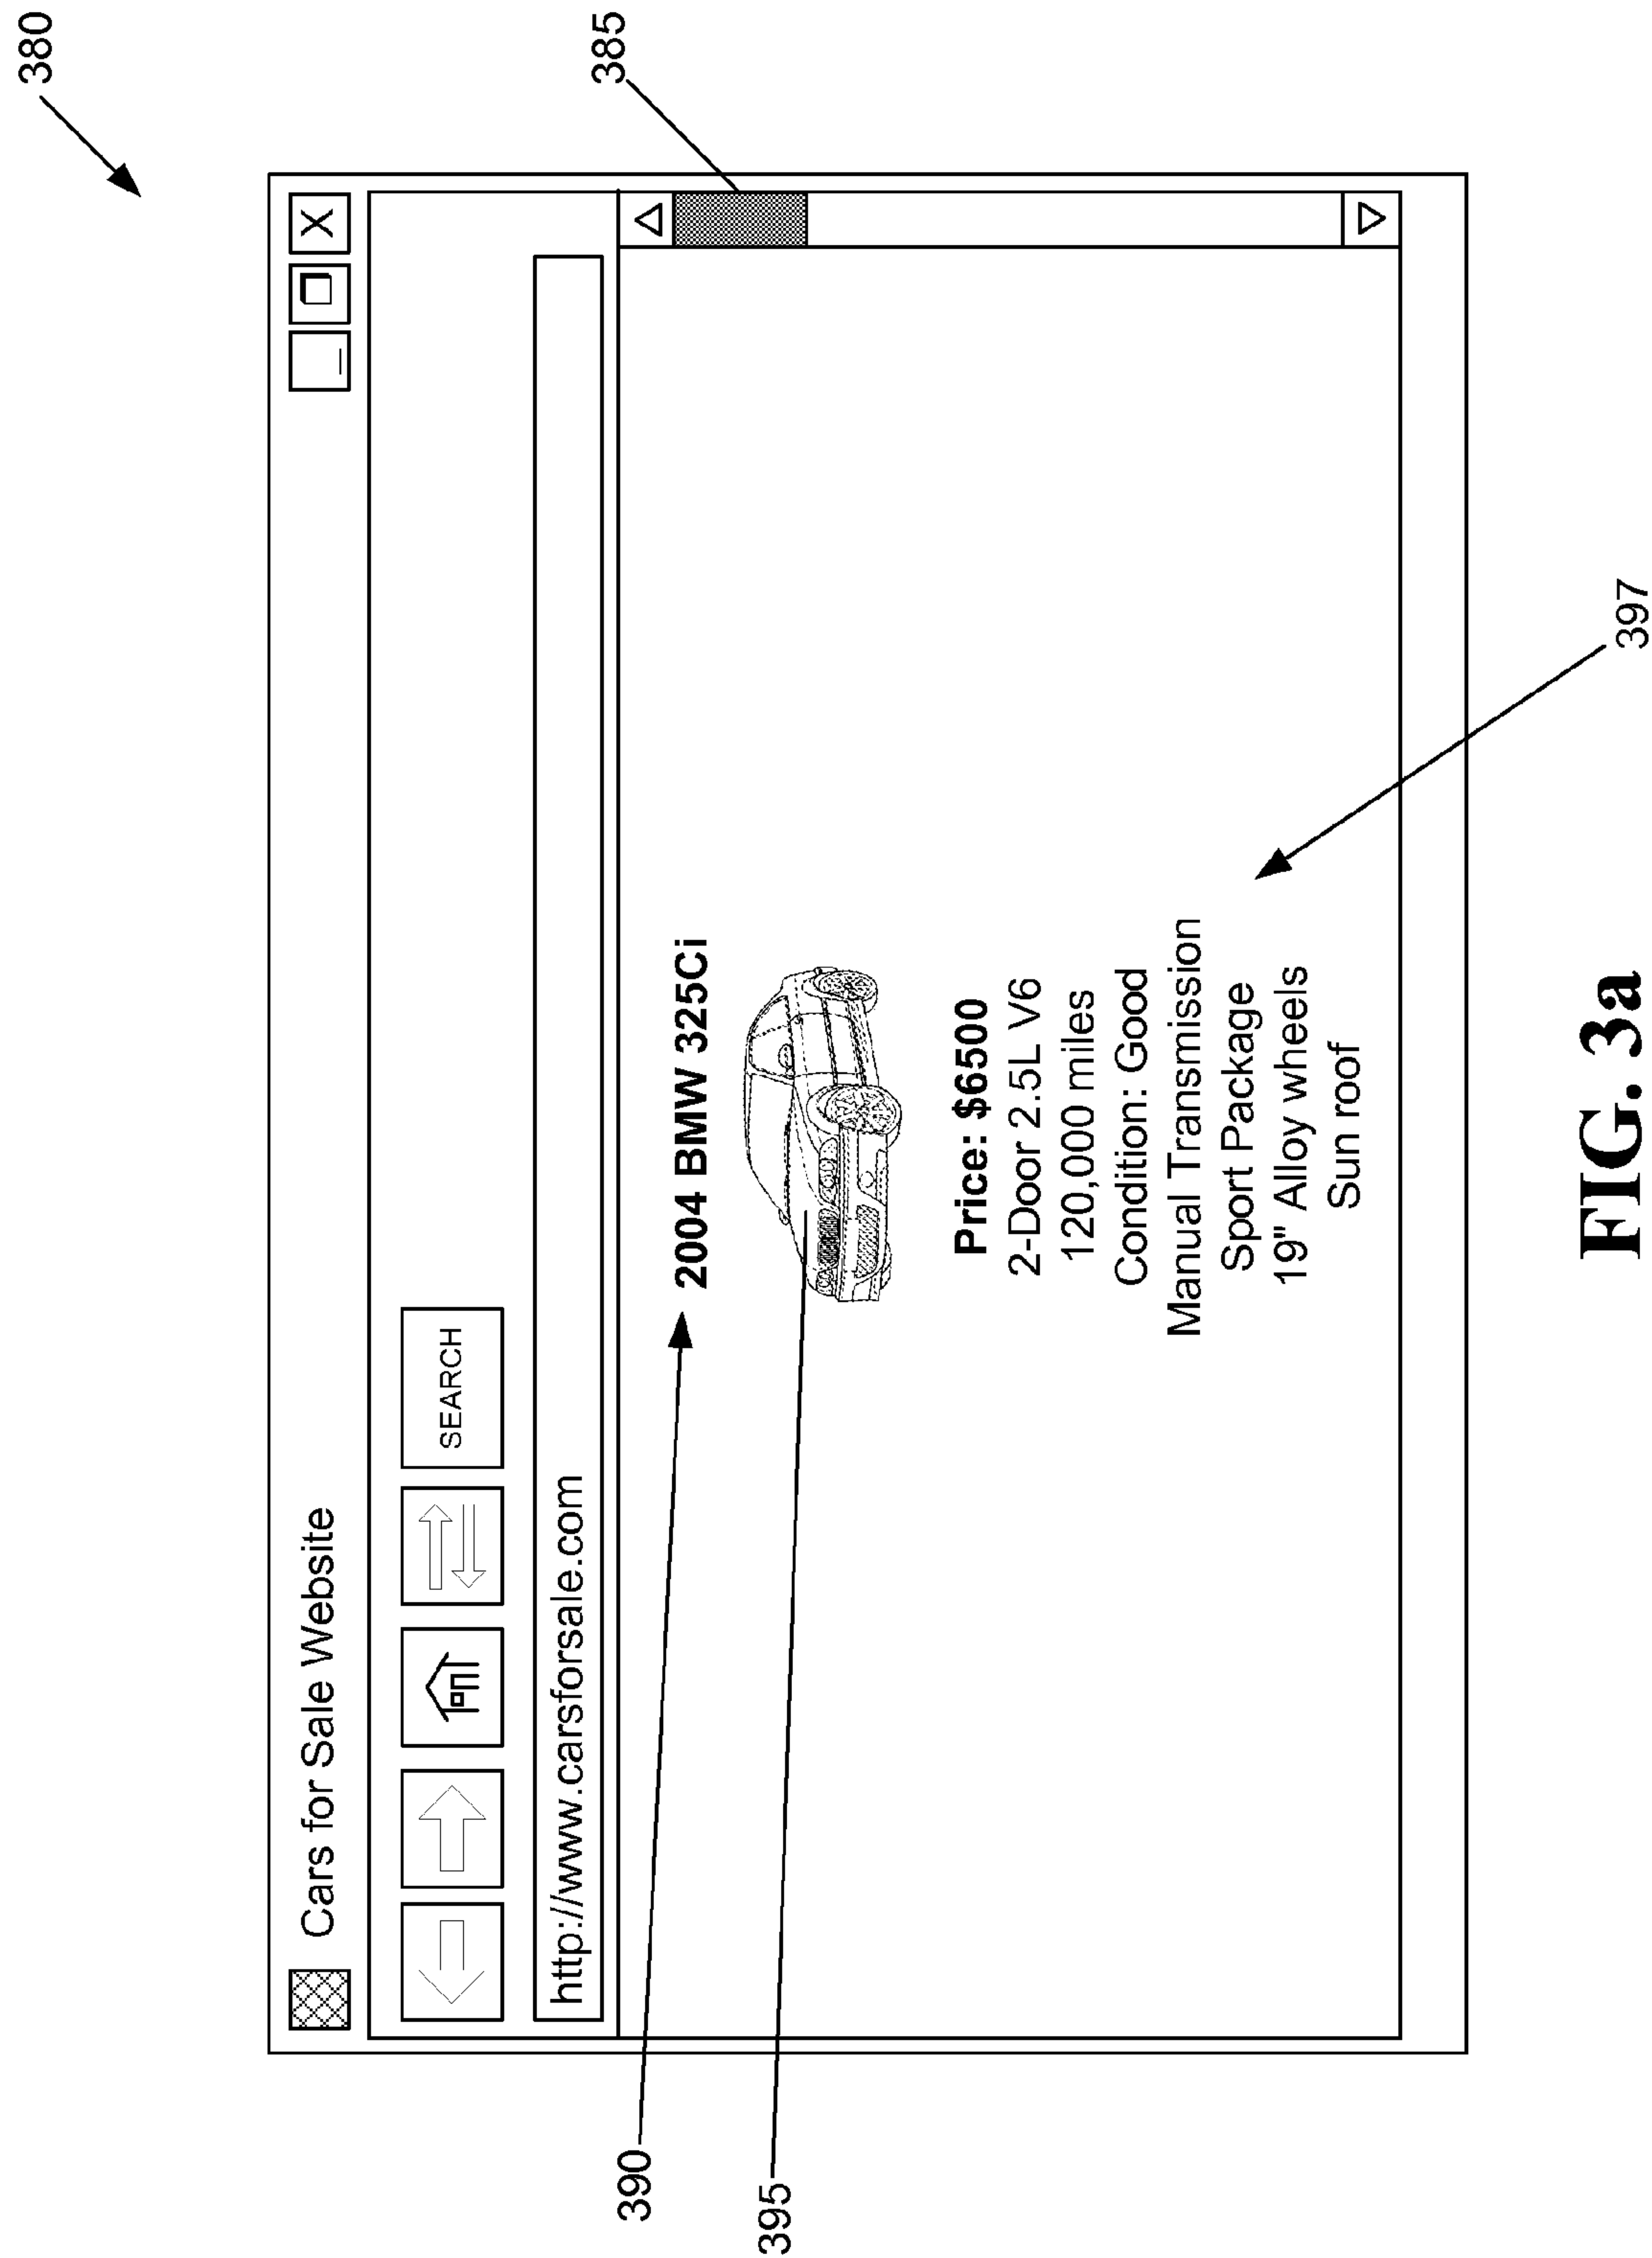 380
Cars for Sale Website
X
SEARCH
http://www.carsforsale.com
385
390
2004 BMW 325Ci
395
Price: $6500
2-Door 2.5L V6
120,000 miles
Condition: Good
Manual Transmission
Sport Package
19" Alloy wheels
Sun roof
397
FIG. 3a